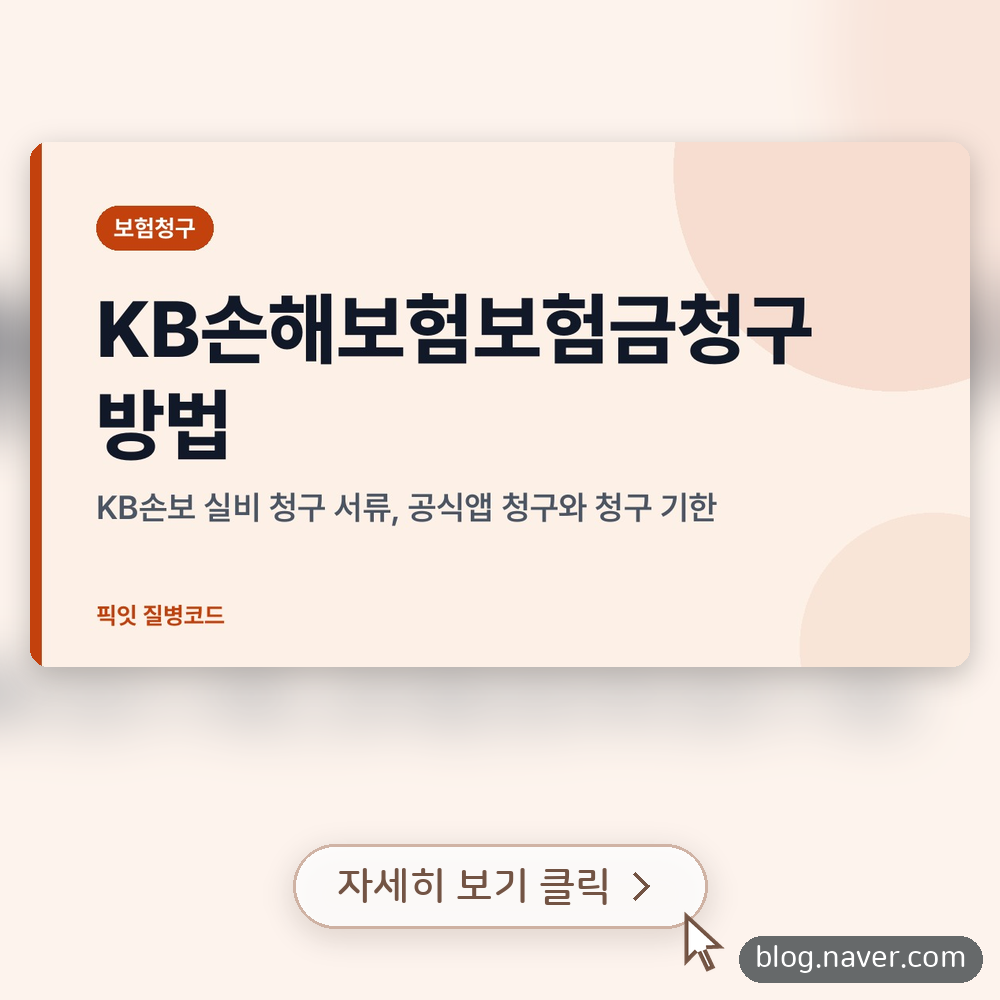 보험청구
KB손해보험보험금청구
방법
KB손보 실비 청구 서류, 공식앱 청구와 청구 기한
픽잇 질병코드
자세히 보기 클릭 >
blog.naver.com